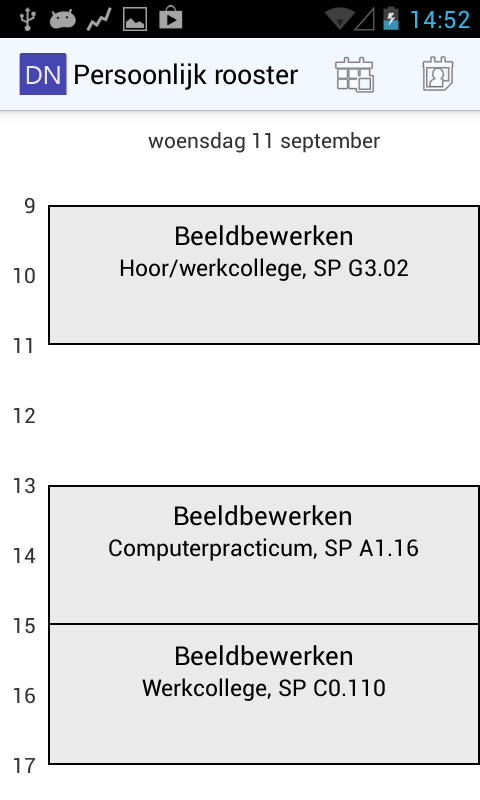 14:52
DN Persoonlijk rooster
woensdag 11 september
9
Beeldbewerken
10
Hoor/werkcollege, SP G3.02
11
12
13
Beeldbewerken
14
Computerpracticum, SP A1.16
15
Beeldbewerken
16
Werkcollege, SP C0.110
17